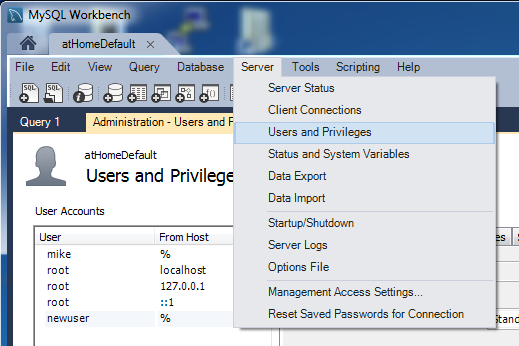 MySQL Workbench
atHomeDefault
File Edit View Query Database Server Tools Scripting Help
Query 1
Administration - Users and
Server Status
Client Connections
Users and Privileges
Status and System Variables
Data Export
Data Import
Startup/Shutdown
Server Logs
Options File
Management Access Settings...
Reset Saved Passwords for Connection
atHomeDefault
Users and Privilege
User Accounts
User From Host
mike %
root localhost
root 127.0.0.1
root ::1
newuser %